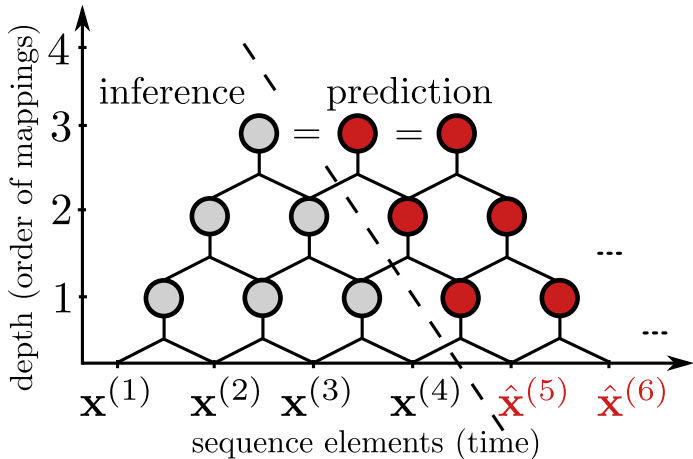 4
inference prediction
3 = =
2
...
1
...
x^(1) x^(2) x^(3) x^(4) x̂^(5) x̂^(6)
sequence elements (time)
depth (order of mappings)